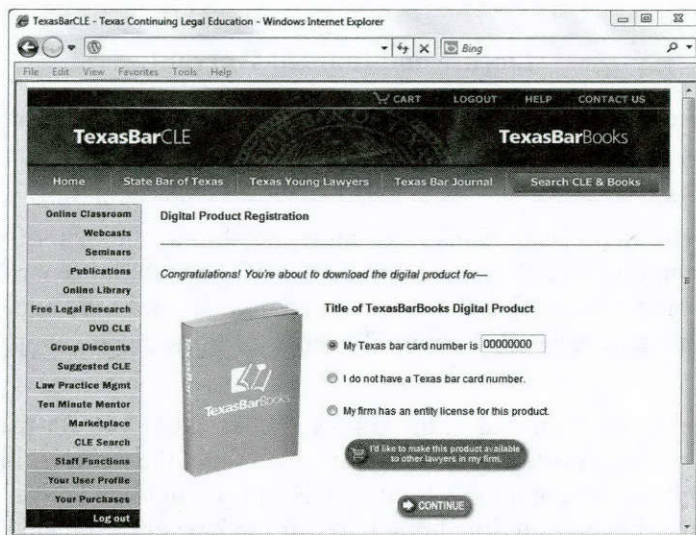 TexasBarCLE - Texas Continuing Legal Education - Windows Internet Explorer
Bing
File Edit View Favorites Tools Help
CART LOGOUT HELP CONTACT US
TexasBarCLE TexasBarBooks
Home State Bar of Texas Texas Young Lawyers Texas Bar Journal Search CLE & Books
Online Classroom
Webcasts
Seminars
Publications
Online Library
Free Legal Research
DVD CLE
Group Discounts
Suggested CLE
Law Practice Mgmt
Ten Minute Mentor
Marketplace
CLE Search
Staff Functions
Your User Profile
Your Purchases
Log out
Digital Product Registration
Congratulations! You're about to download the digital product for—
TexasBarBooks
TexasBarBooks
Title of TexasBarBooks Digital Product
My Texas bar card number is 00000000
I do not have a Texas bar card number.
My firm has an entity license for this product.
I'd like to make this product available
to other lawyers in my firm.
CONTINUE